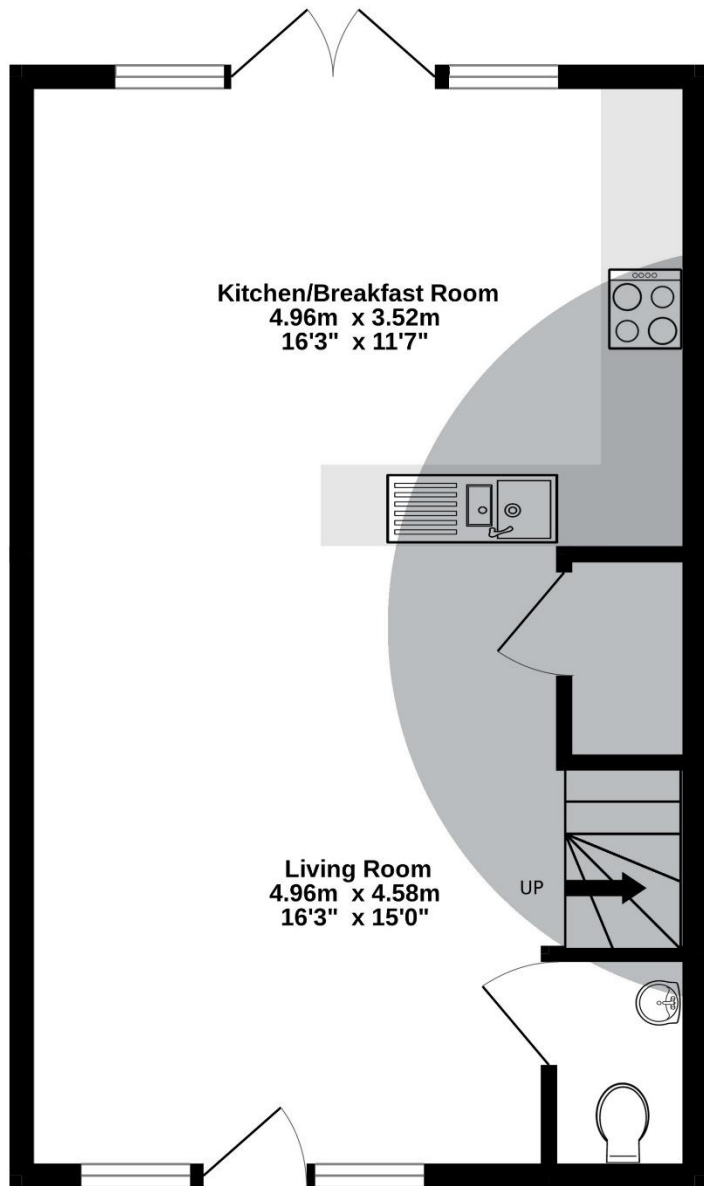 Kitchen/Breakfast Room
4.96m x 3.52m
16'3" x 11'7"
Living Room
4.96m x 4.58m
16'3" x 15'0"
UP